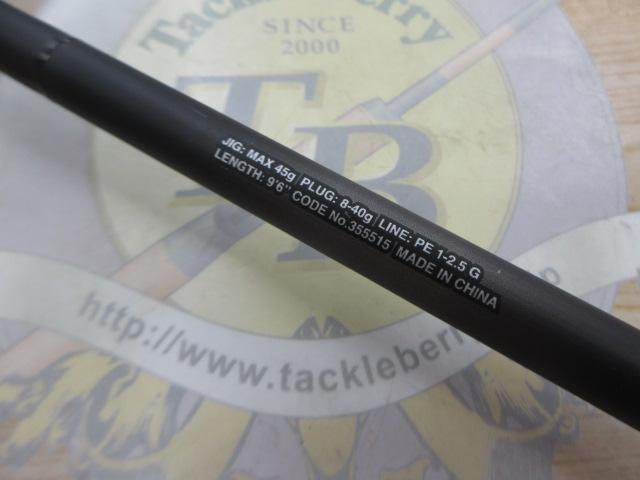 Tackleberry
SINCE
2000
TB
JIG: MAX 45g | PLUG: 8-40g | LINE: PE 1-2.5 G
LENGTH: 9'6" CODE No.355515 | MADE IN CHINA
http://www.tackleberr
p